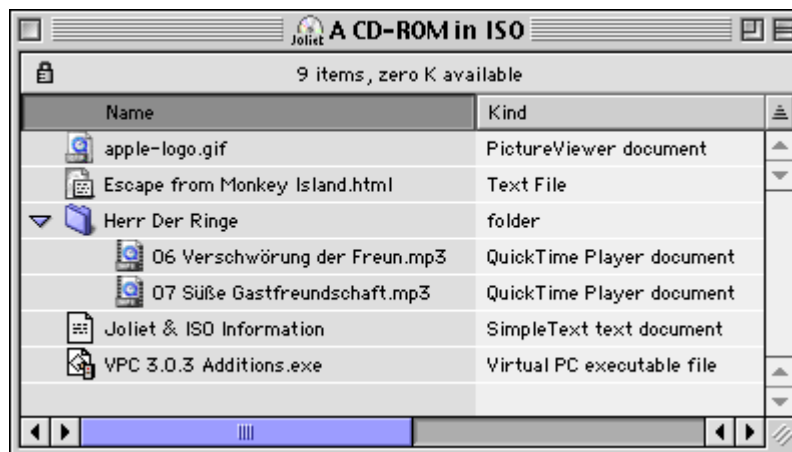 Joliet A CD-ROM in ISO
9 items, zero K available
Name Kind
apple-logo.gif PictureViewer document
Escape from Monkey Island.html Text File
Herr Der Ringe folder
06 Verschwörung der Freun.mp3 QuickTime Player document
07 Süße Gastfreundschaft.mp3 QuickTime Player document
Joliet & ISO Information SimpleText text document
VPC 3.0.3 Additions.exe Virtual PC executable file